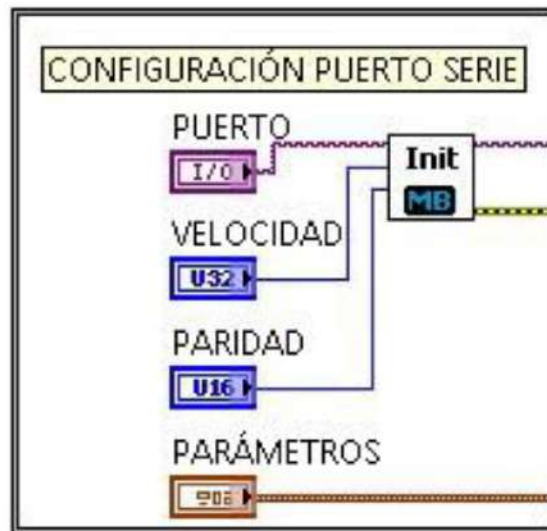 CONFIGURACIÓN PUERTO SERIE
PUERTO
I/O
Init
MB
VELOCIDAD
U32
PARIDAD
U16
PARÁMETROS